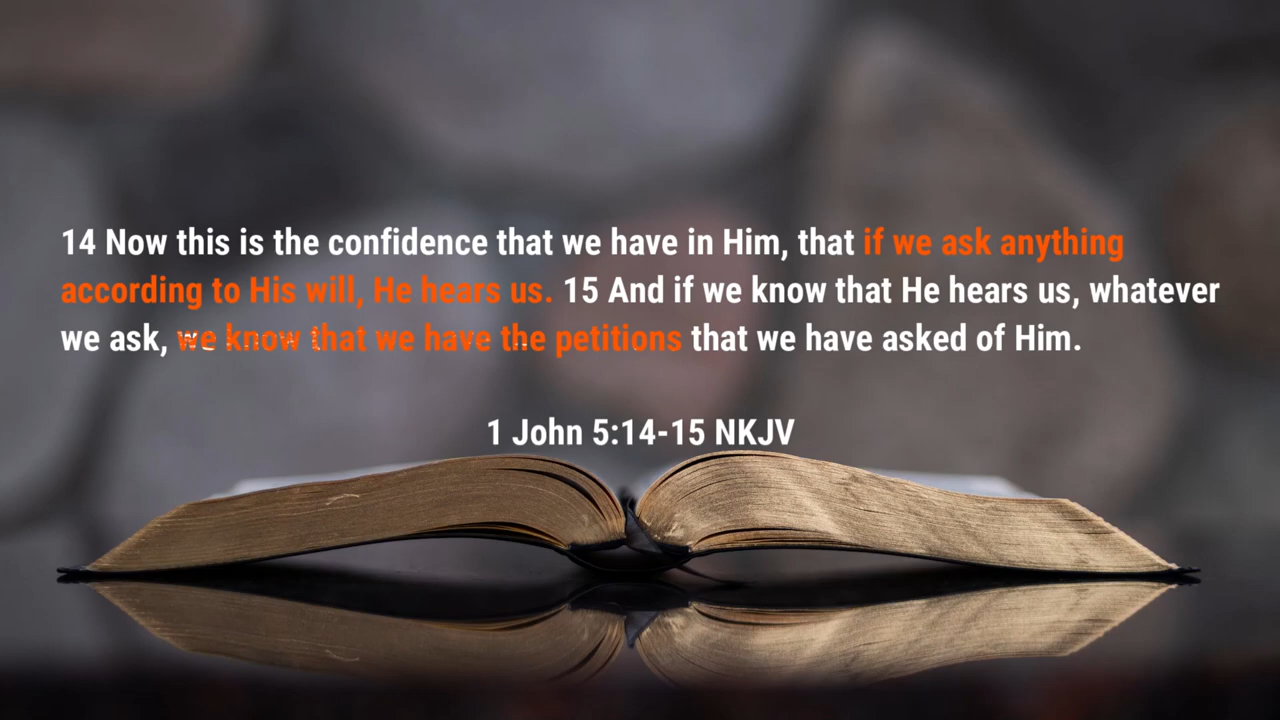 14 Now this is the confidence that we have in Him, that if we ask anything
according to His will, He hears us. 15 And if we know that He hears us, whatever
we ask, we know that we have the petitions that we have asked of Him.
1 John 5:14-15 NKJV